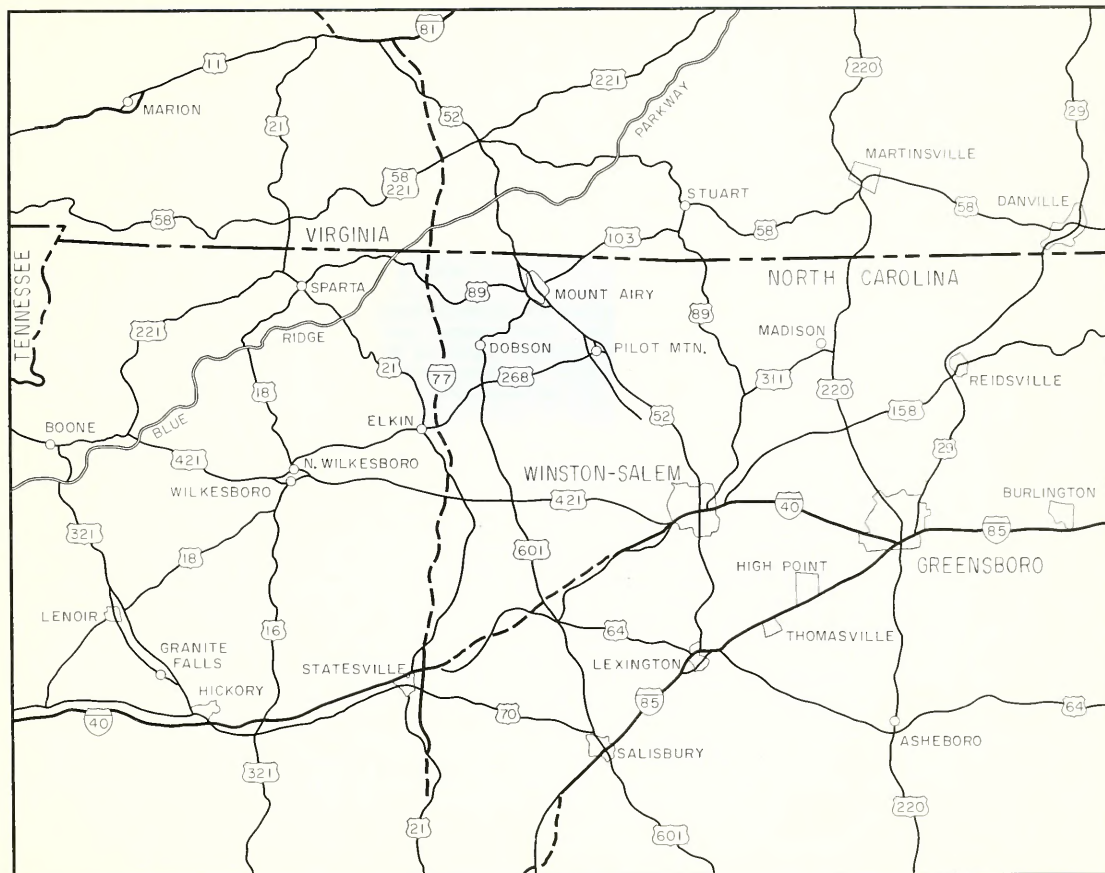 81
11
221
220
29
MARION
21
52
PARKWAY
MARTINSVILLE
58
221
STUART
58
DANVILLE
58
VIRGINIA
103
58
TENNESSEE
NORTH CAROLINA
SPARTA
89
MOUNT AIRY
89
MADISON
221
RIDGE
DOBSON
PILOT MTN.
21
77
268
311
REIDSVILLE
18
220
158
BLUE
ELKIN
52
BOONE
29
421
N. WILKESBORO
WINSTON-SALEM
WILKESBORO
421
40
BURLINGTON
321
85
601
18
HIGH POINT
GREENSBORO
LENOIR
16
64
THOMASVILLE
GRANITE
FALLS
STATESVILLE
LEXINGTON
HICKORY
85
40
70
64
SALISBURY
ASHEBORO
321
21
601
220